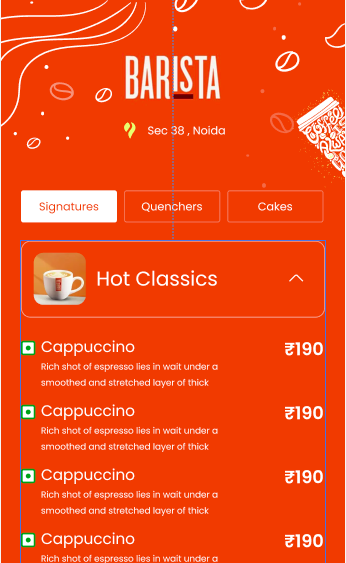 BARISTA
Sec 38 , Noida
Signatures
Quenchers
Cakes
Hot Classics
Cappuccino
₹190
Rich shot of espresso lies in wait under a
smoothed and stretched layer of thick
Cappuccino
₹190
Rich shot of espresso lies in wait under a
smoothed and stretched layer of thick
Cappuccino
₹190
Rich shot of espresso lies in wait under a
smoothed and stretched layer of thick
Cappuccino
₹190
Rich shot of espresso lies in wait under a